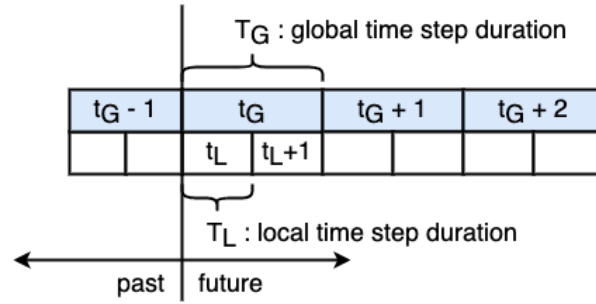 T_G : global time step duration
t_G - 1 t_G t_G + 1 t_G + 2
t_L t_L+1
T_L : local time step duration
past future